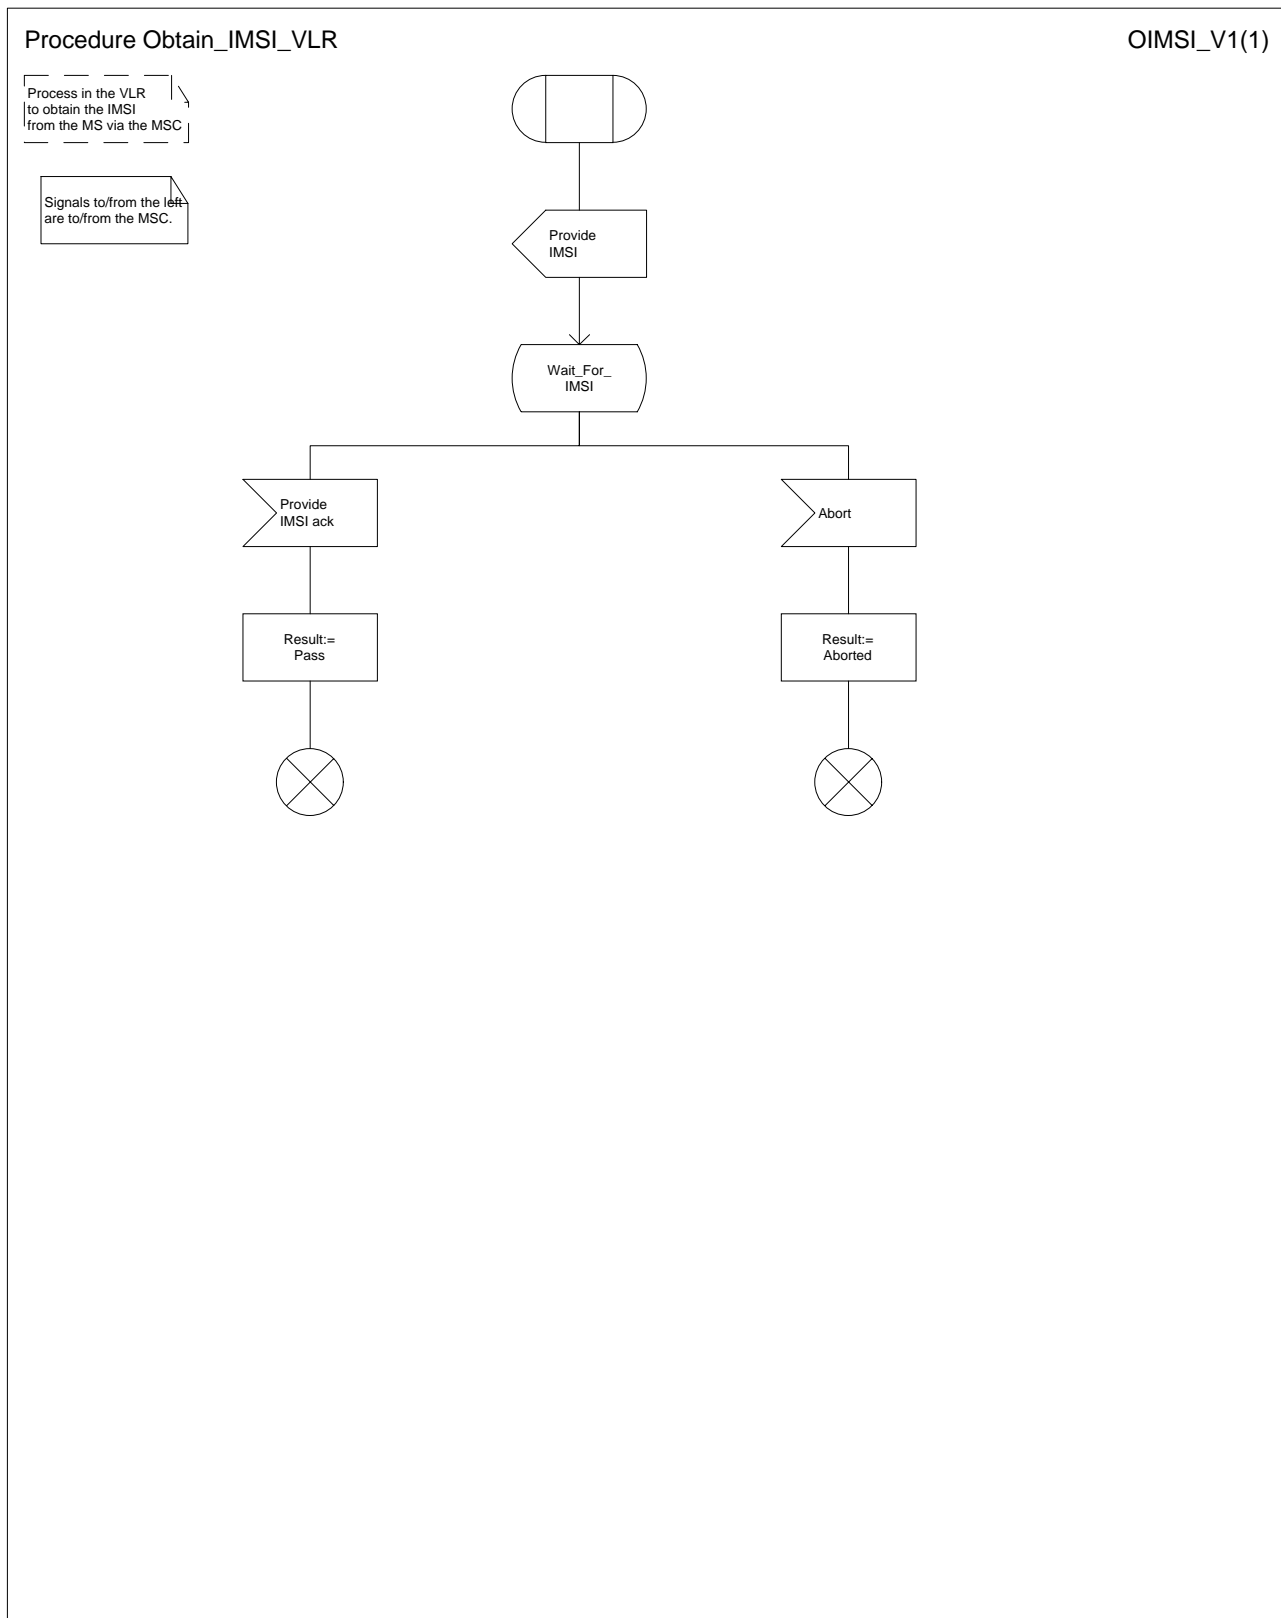 Procedure Obtain_IMSI_VLR
OIMSI_V1(1)
Process in the VLR
to obtain the IMSI
from the MS via the MSC
Signals to/from the left
are to/from the MSC.
Provide
IMSI
Wait_For_
IMSI
Provide
IMSI ack
Abort
Result:=
Pass
Result:=
Aborted